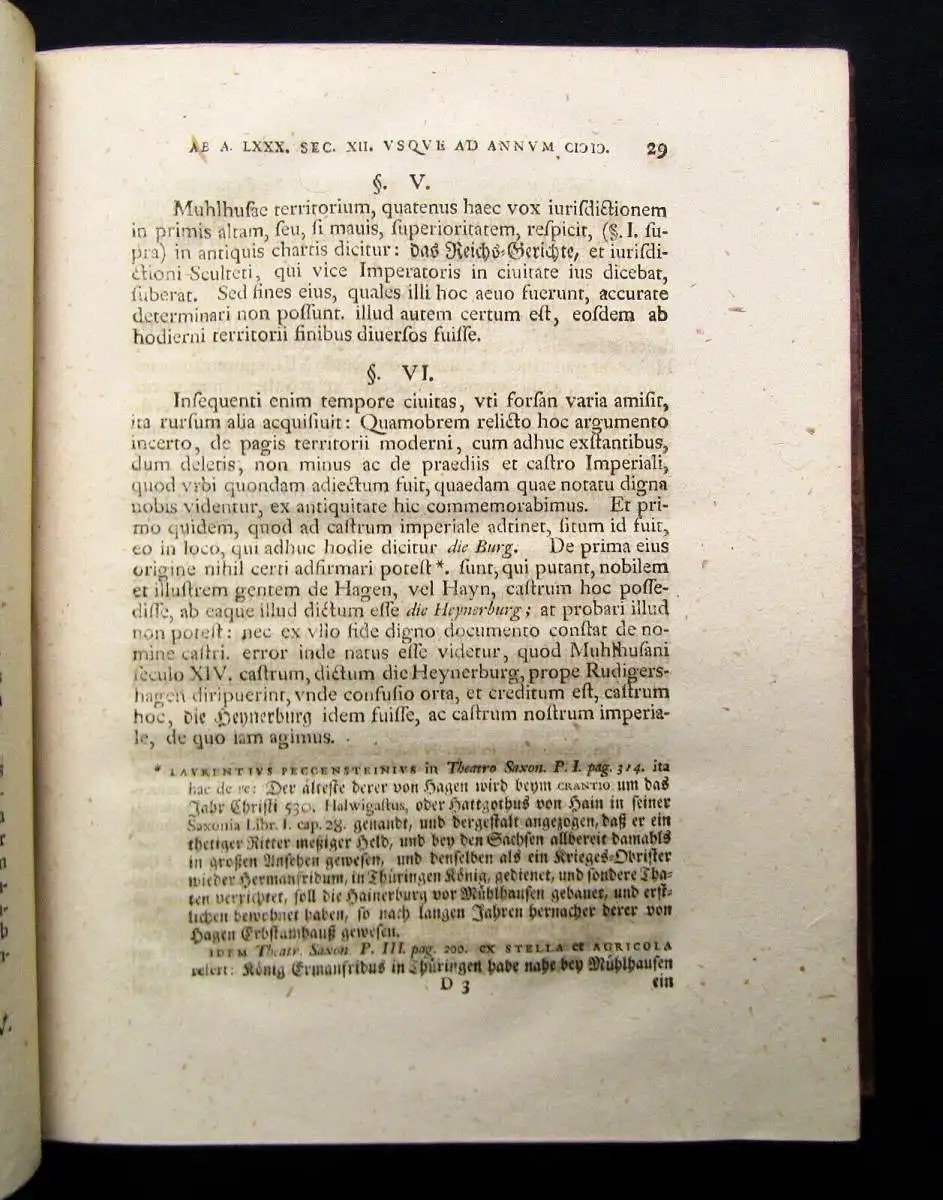 AB A. LXXX. SEC. XII. VSQVE AD ANNVM CIↃIↃ. 29
§. V.
Muhlhusae territorium, quatenus haec vox iurisdictionem
in primis altam, seu, si mauis, superioritatem, respicit, (§. I. su-
pra) in antiquis chartis dicitur: das Reichs-Gerichte, et iurisdi-
ctioni Sculteti, qui vice Imperatoris in ciuitate ius dicebat,
suberat. Sed fines eius, quales illi hoc aeuo fuerunt, accurate
determinari non possunt. illud autem certum est, eosdem ab
hodierni territorii finibus diuersos fuisse.
§. VI.
Insequenti enim tempore ciuitas, vti forsan varia amisit,
ita rursum alia acquisiuit: Quamobrem relicto hoc argumento
incerto, de pagis territorii moderni, cum adhuc exstantibus,
dum deletis, non minus ac de praediis et castro Imperiali,
quod vrbi quondam adiectum fuit, quaedam quae notatu digna
nobis videntur, ex antiquitate hic commemorabimus. Et pri-
mo quidem, quod ad castrum imperiale adtinet, situm id fuit,
eo in loco, qui adhuc hodie dicitur die Burg. De prima eius
origine nihil certi adfirmari potest *. sunt, qui putant, nobilem
et illustrem gentem de Hagen, vel Hayn, castrum hoc posse-
disse, ab eaque illud dictum esse die Heynerburg; at probari illud
non potest: nec ex vllo fide digno documento constat de no-
mine castri. error inde natus esse videtur, quod Muhlhusani
seculo XIV. castrum, dictum die Heynerburg, prope Rudigers-
hagen diripuerint, vnde confusio orta, et creditum est, castrum
hoc, die Heynerburg idem fuisse, ac castrum nostrum imperia-
le, de quo iam agimus.
* LAVRENTIVS PECCENSTEINIVS in Theatro Saxon. P. I. pag. 314. ita
hac de re: Der älteste derer von Hagen wird beym CRANTIO um das
Jahr Christi 530. Halwigastus, oder Hattgothus von Hain in seiner
Saxonia Libr. I. cap. 28. genandt, und dergestalt angezogen, daß er ein
thetiger Ritter meßiger Held, und bey den Sachsen allbereit damahls
in großen Ansehen gewesen, und denselben als ein Krieges-Obrister
wieder Hermanfridum, in Thüringen König, gedienet, und sondere Tha-
ten verrichtet, soll die Hainerburg vor Mühlhausen gebauet, und erst-
lichen bewohnet haben, so nach langen Jahren hernacher derer von
Hagen Erbstamhauß gewesen.
IDEM Theatr. Saxon P. III. pag. 200. ex STELLA et AGRICOLA
refert: König Ermanfridus in Thüringen habe nahe bey Mühlhausen
D 3 ein